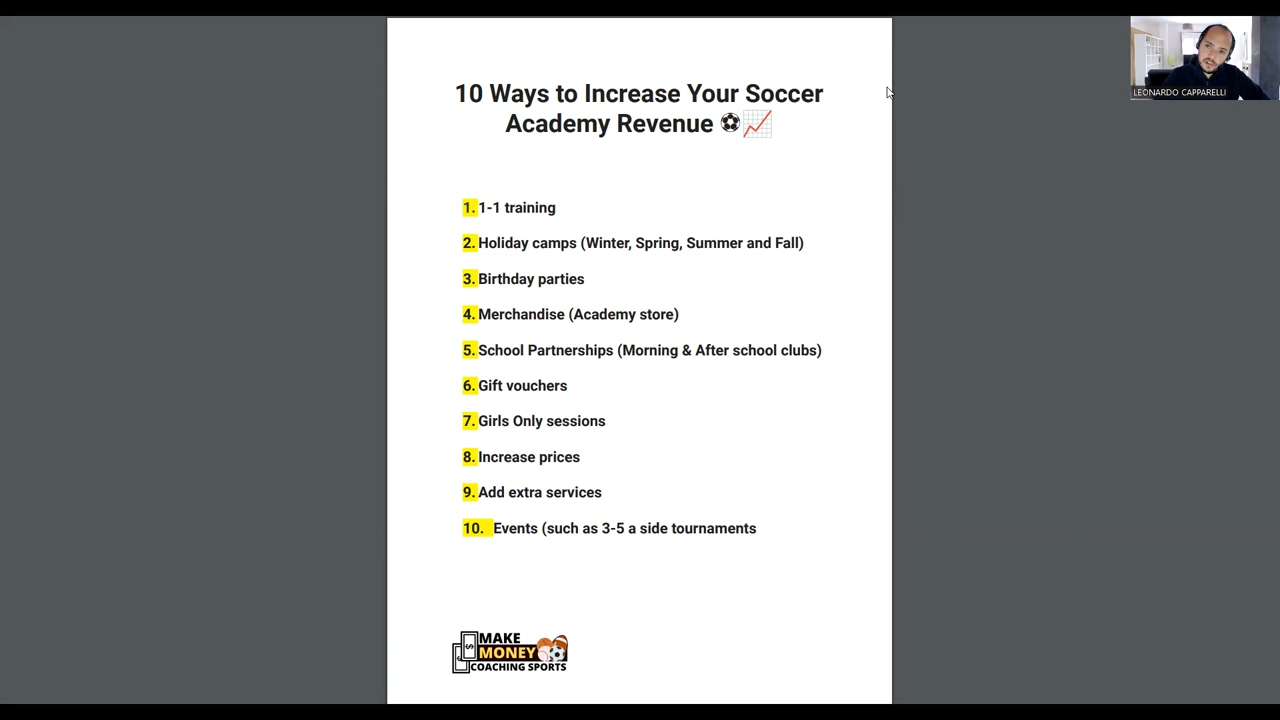 LEONARDO CAPPARELLI
10 Ways to Increase Your Soccer
Academy Revenue ⚽📈
1. 1-1 training
2. Holiday camps (Winter, Spring, Summer and Fall)
3. Birthday parties
4. Merchandise (Academy store)
5. School Partnerships (Morning & After school clubs)
6. Gift vouchers
7. Girls Only sessions
8. Increase prices
9. Add extra services
10. Events (such as 3-5 a side tournaments
MAKE
MONEY
COACHING SPORTS